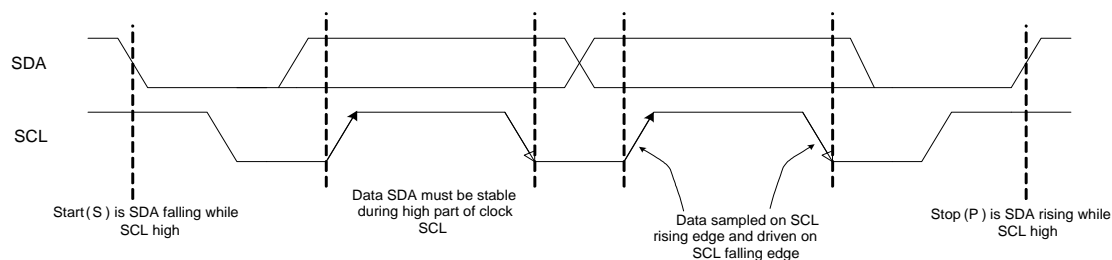 SDA
SCL
Start(S) is SDA falling while
SCL high
Data SDA must be stable
during high part of clock
SCL
Data sampled on SCL
rising edge and driven on
SCL falling edge
Stop (P) is SDA rising while
SCL high